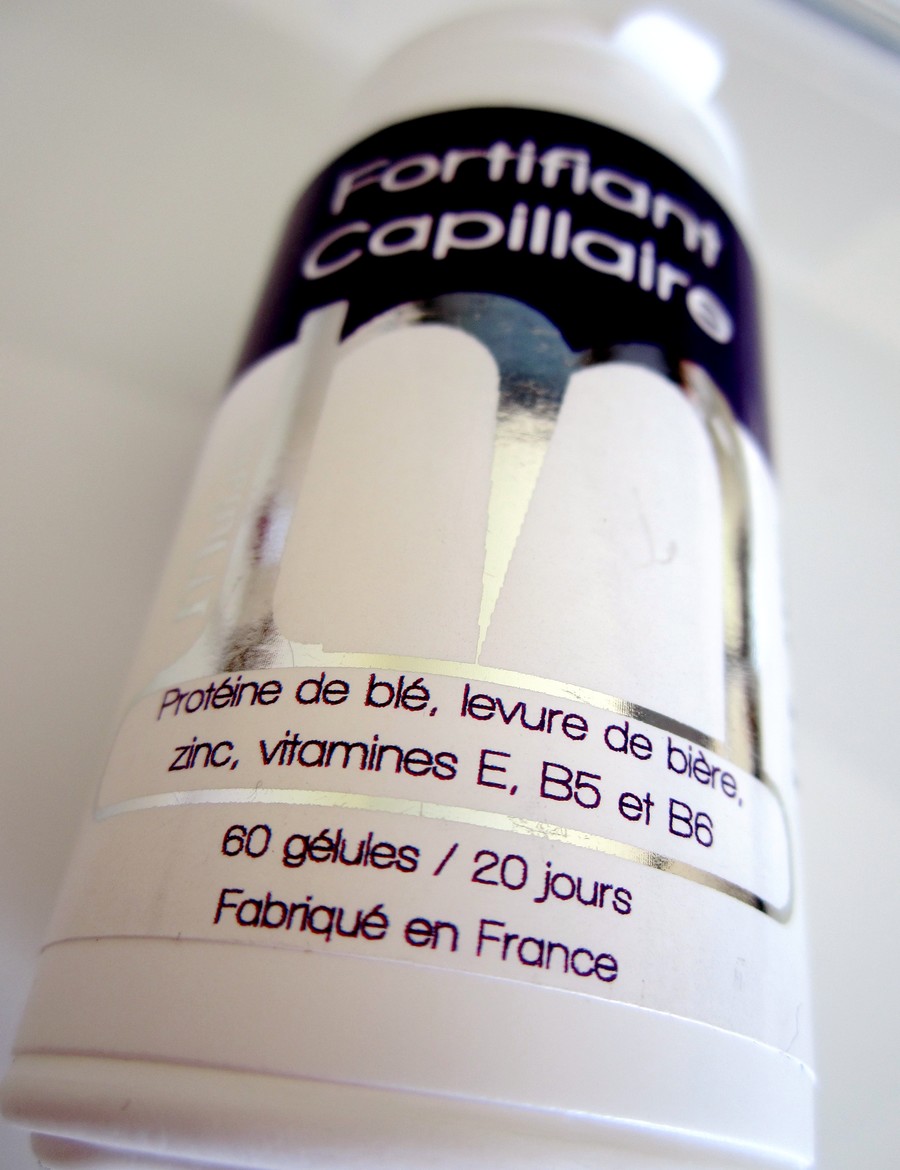 Fortifiant
Capillaire
Protéine de blé, levure de bière,
zinc, vitamines E, B5 et B6
60 gélules / 20 jours
Fabriqué en France